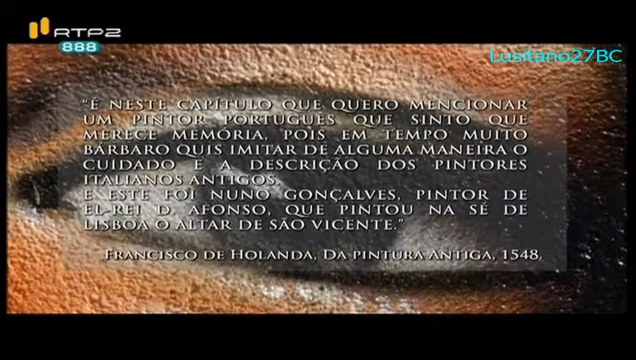 RTP2
888
Lusitano27BC
"É NESTE CAPÍTULO QUE QUERO MENCIONAR
UM PINTOR PORTUGUÊS QUE SINTO QUE
MERECE MEMÓRIA, POIS EM TEMPO MUITO
BÁRBARO QUIS IMITAR DE ALGUMA MANEIRA O
CUIDADO E A DESCRIÇÃO DOS PINTORES
ITALIANOS ANTIGOS.
E ESTE FOI NUNO GONÇALVES, PINTOR DE
EL-REI D. AFONSO, QUE PINTOU NA SÉ DE
LISBOA O ALTAR DE SÃO VICENTE."
FRANCISCO DE HOLANDA, DA PINTURA ANTIGA, 1548.